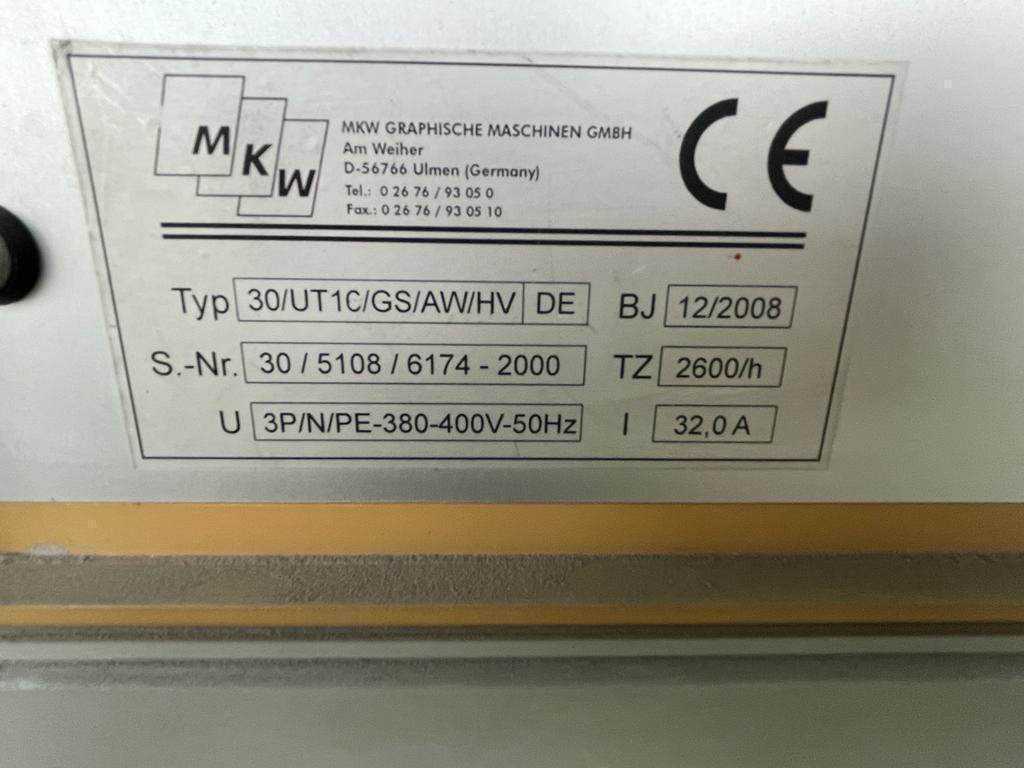 M K W
MKW GRAPHISCHE MASCHINEN GMBH
Am Weiher
D-56766 Ulmen (Germany)
Tel.: 0 26 76 / 93 05 0
Fax.: 0 26 76 / 93 05 10
CE
Typ 30/UT1C/GS/AW/HV DE BJ 12/2008
S.-Nr. 30 / 5108 / 6174 - 2000 TZ 2600/h
U 3P/N/PE-380-400V-50Hz I 32,0 A